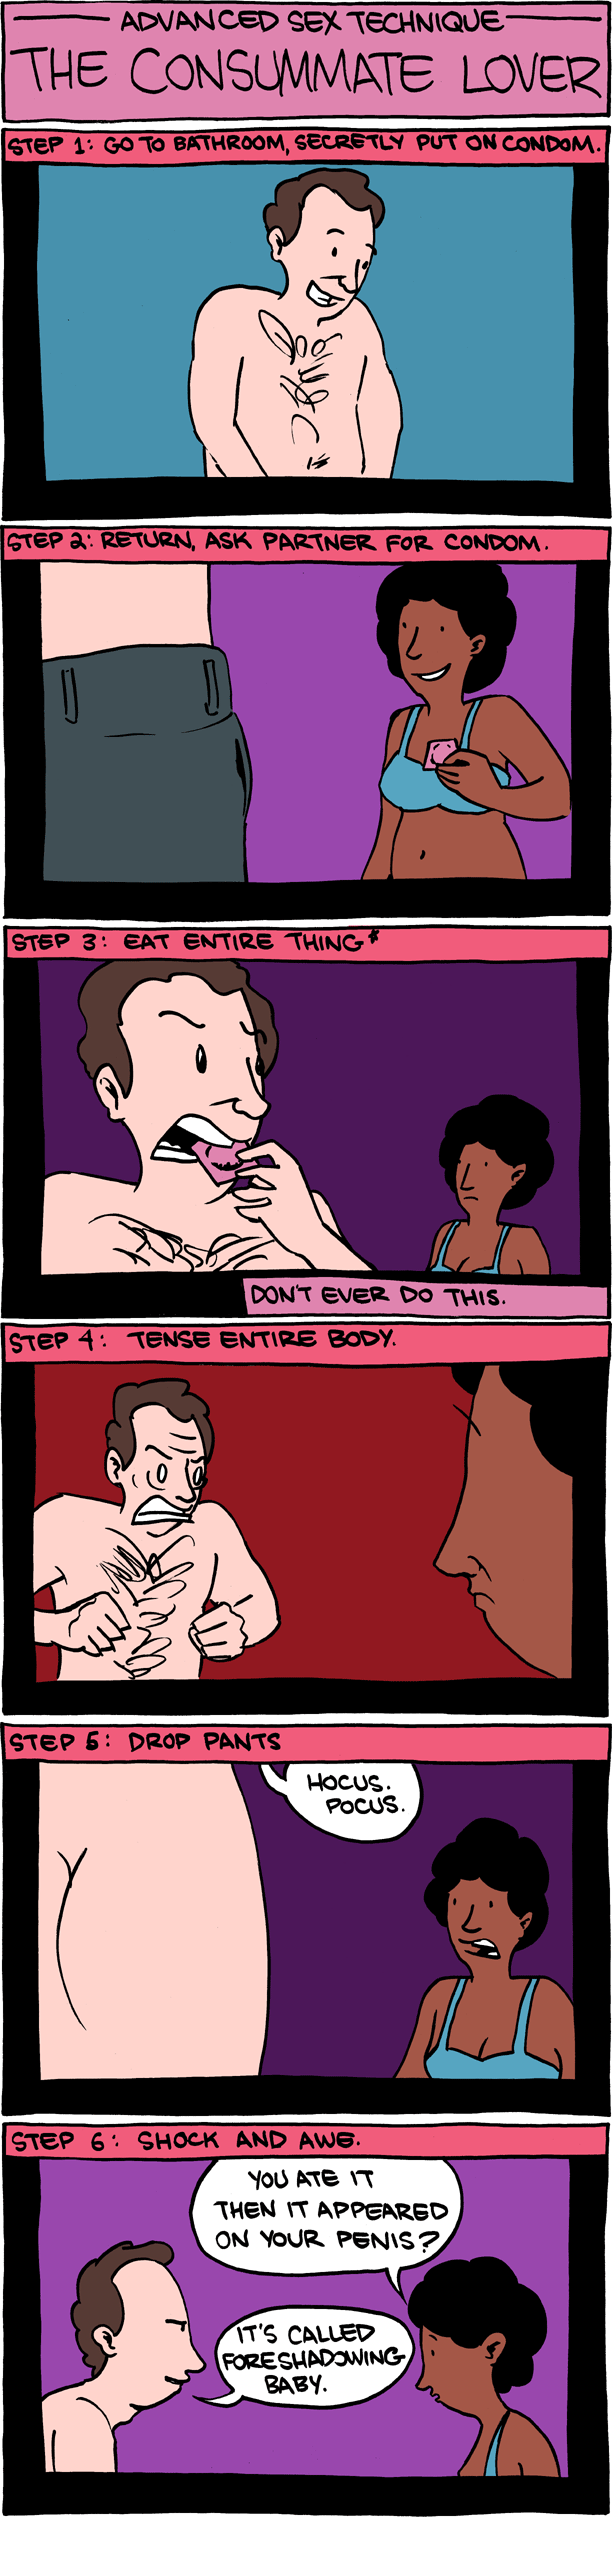 ADVANCED SEX TECHNIQUE
THE CONSUMMATE LOVER
STEP 1: GO TO BATHROOM, SECRETLY PUT ON CONDOM.
STEP 2: RETURN, ASK PARTNER FOR CONDOM.
STEP 3: EAT ENTIRE THING*
DON'T EVER DO THIS.
STEP 4: TENSE ENTIRE BODY.
STEP 5: DROP PANTS
HOCUS.
POCUS.
STEP 6: SHOCK AND AWE.
YOU ATE IT
THEN IT APPEARED
ON YOUR PENIS?
IT'S CALLED
FORESHADOWING
BABY.